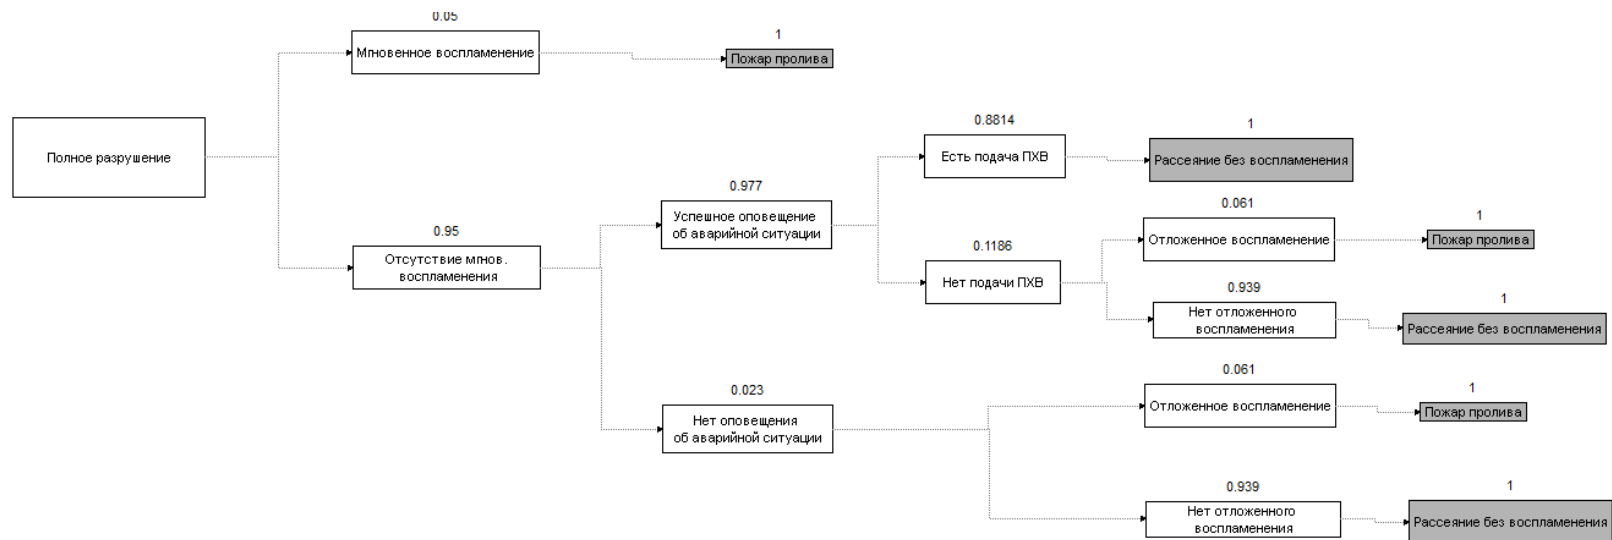 0.05
Мгновенное воспламенение
1
Пожар пролива
Полное разрушение
0.95
Отсутствие мгнов.
воспламенения
0.977
Успешное оповещение
об аварийной ситуации
0.8814
Есть подача ПХВ
1
Рассеяние без воспламенения
0.1186
Нет подачи ПХВ
0.061
Отложенное воспламенение
1
Пожар пролива
0.939
Нет отложенного
воспламенения
1
Рассеяние без воспламенения
0.023
Нет оповещения
об аварийной ситуации
0.061
Отложенное воспламенение
1
Пожар пролива
0.939
Нет отложенного
воспламенения
1
Рассеяние без воспламенения